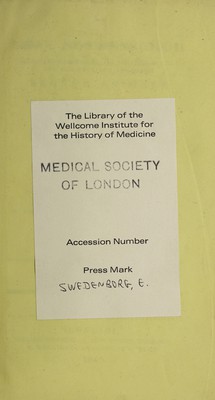 The Library of the
Wellcome Institute for
the History of Medicine
MEDICAL SOCIETY
OF LONDON
Accession Number
Press Mark
SWEDENBORG, E.